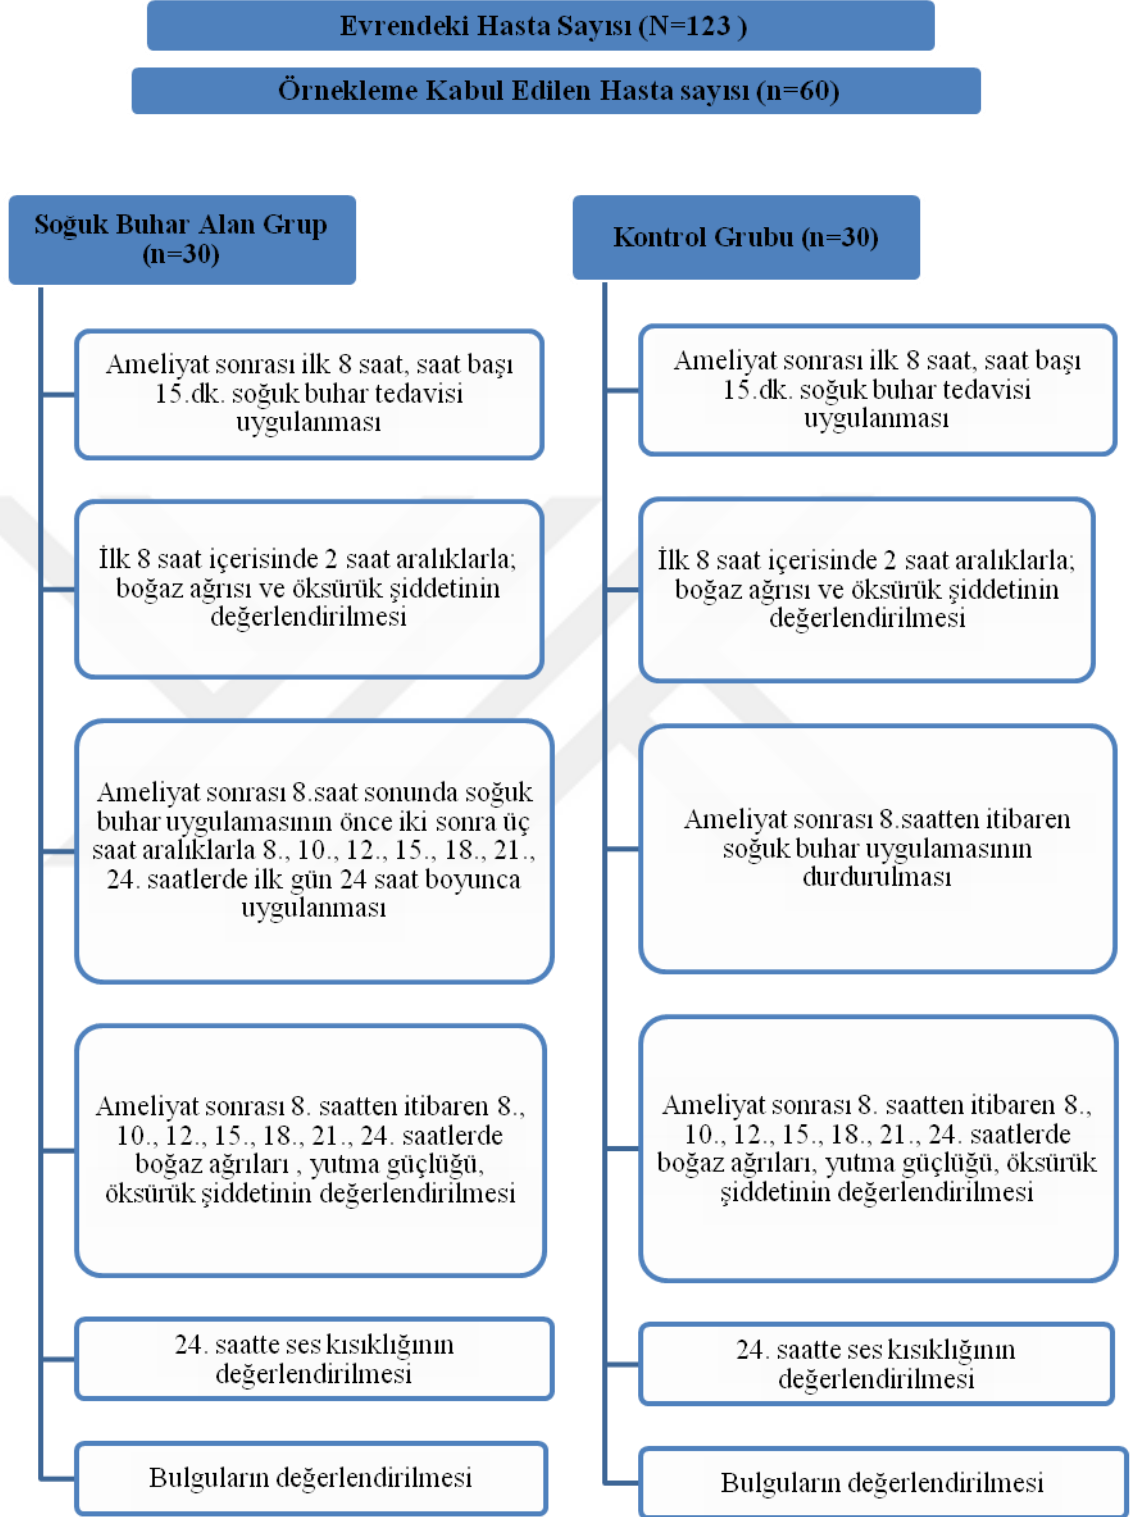 Evrendeki Hasta Sayısı (N=123 )
Örnekleme Kabul Edilen Hasta sayısı (n=60)
Soğuk Buhar Alan Grup
(n=30)
Ameliyat sonrası ilk 8 saat, saat başı
15.dk. soğuk buhar tedavisi
uygulanması
İlk 8 saat içerisinde 2 saat aralıklarla;
boğaz ağrısı ve öksürük şiddetinin
değerlendirilmesi
Ameliyat sonrası 8.saat sonunda soğuk
buhar uygulamasının önce iki sonra üç
saat aralıklarla 8., 10., 12., 15., 18., 21.,
24. saatlerde ilk gün 24 saat boyunca
uygulanması
Ameliyat sonrası 8. saatten itibaren 8.,
10., 12., 15., 18., 21., 24. saatlerde
boğaz ağrıları , yutma güçlüğü,
öksürük şiddetinin değerlendirilmesi
24. saatte ses kısıklığının
değerlendirilmesi
Bulguların değerlendirilmesi
Kontrol Grubu (n=30)
Ameliyat sonrası ilk 8 saat, saat başı
15.dk. soğuk buhar tedavisi
uygulanması
İlk 8 saat içerisinde 2 saat aralıklarla;
boğaz ağrısı ve öksürük şiddetinin
değerlendirilmesi
Ameliyat sonrası 8.saatten itibaren
soğuk buhar uygulamasının
durdurulması
Ameliyat sonrası 8. saatten itibaren 8.,
10., 12., 15., 18., 21., 24. saatlerde
boğaz ağrıları, yutma güçlüğü, öksürük
şiddetinin değerlendirilmesi
24. saatte ses kısıklığının
değerlendirilmesi
Bulguların değerlendirilmesi